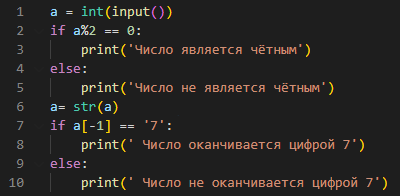 1 a = int(input())
2 if a%2 == 0:
3     print('Число является чётным')
4 else:
5     print('Число не является чётным')
6 a= str(a)
7 if a[-1] == '7':
8     print(' Число оканчивается цифрой 7')
9 else:
10     print(' Число не оканчивается цифрой 7')